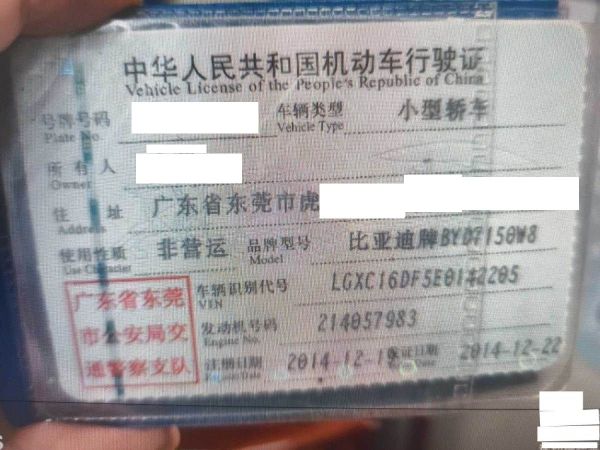 中华人民共和国机动车行驶证
Vehicle License of the People's Republic of China
号牌号码 车辆类型 小型轿车
Plate No. Vehicle Type
所有人
Owner
住址 广东省东莞市虎
Address
使用性质 非营运 品牌型号 比亚迪牌BYD7150W8
Use Character Model
广东省东莞
市公安局交
通警察支队
车辆识别代号 LGXC16DF5E0142205
VIN
发动机号码 214057983
Engine No.
注册日期 2014-12-19 发证日期 2014-12-22
Register Date Issue Date